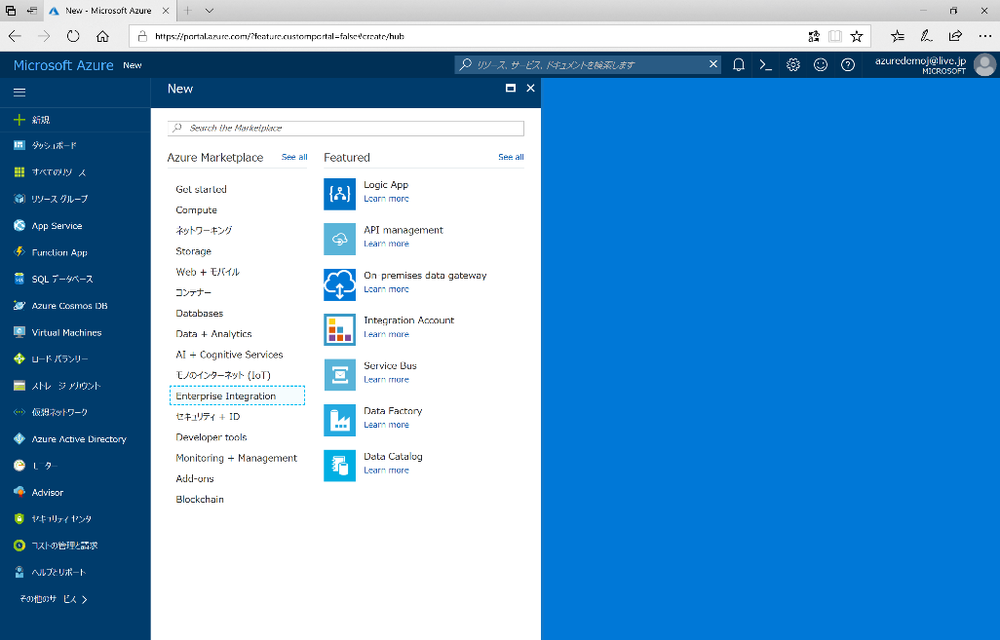 New - Microsoft Azure
https://portal.azure.com/?feature.customportal=false#create/hub
Microsoft Azure New
リソース、サービス、ドキュメントを検索します
azuredemoj@live.jp
MICROSOFT
新規
ダッシュボード
すべてのリソース
リソース グループ
App Service
Function App
SQL データベース
Azure Cosmos DB
Virtual Machines
ロード バランサー
ストレージ アカウント
仮想ネットワーク
Azure Active Directory
モニター
Advisor
セキュリティ センター
コストの管理と請求
ヘルプとサポート
その他のサービス
New
Search the Marketplace
Azure Marketplace See all
Get started
Compute
ネットワーキング
Storage
Web + モバイル
コンテナー
Databases
Data + Analytics
AI + Cognitive Services
モノのインターネット (IoT)
Enterprise Integration
セキュリティ + ID
Developer tools
Monitoring + Management
Add-ons
Blockchain
Featured See all
Logic App
Learn more
API management
Learn more
On-premises data gateway
Learn more
Integration Account
Learn more
Service Bus
Learn more
Data Factory
Learn more
Data Catalog
Learn more